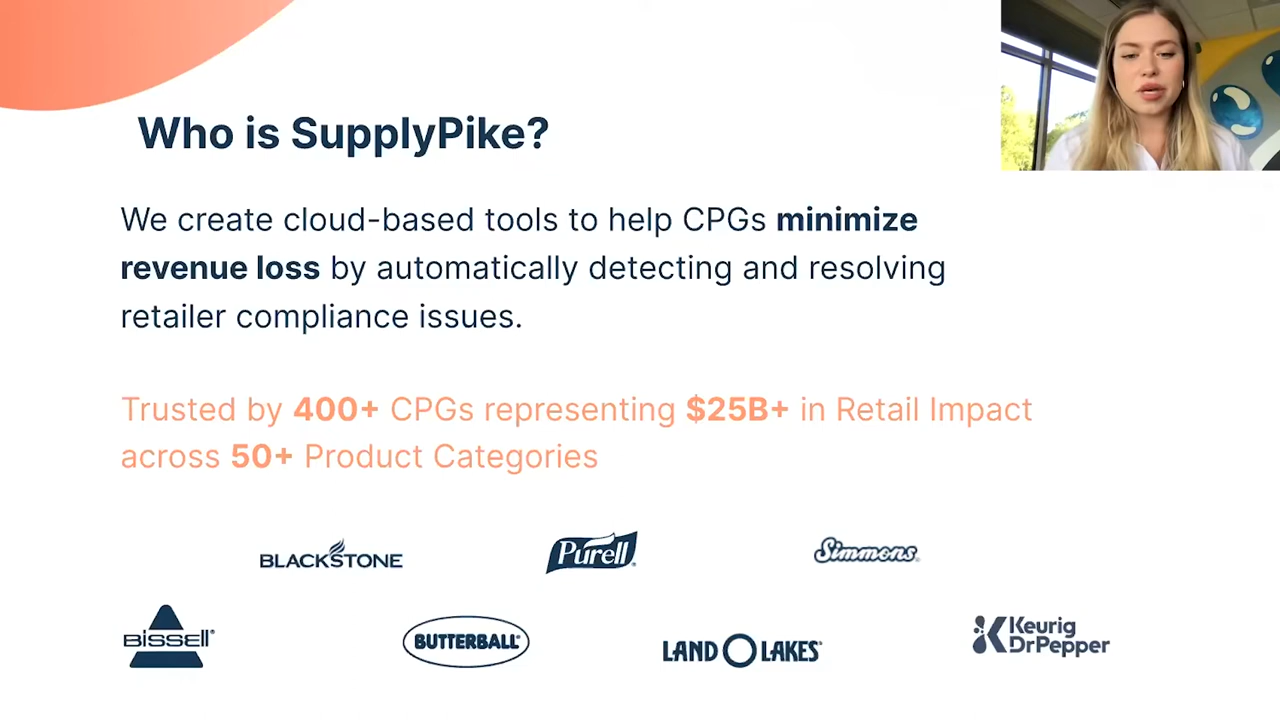 Who is SupplyPike?
We create cloud-based tools to help CPGs minimize
revenue loss by automatically detecting and resolving
retailer compliance issues.
Trusted by 400+ CPGs representing $25B+ in Retail Impact
across 50+ Product Categories
BLACKSTONE
Purell®
Simmons®
BISSELL®
BUTTERBALL®
LAND O LAKES®
Keurig
DrPepper